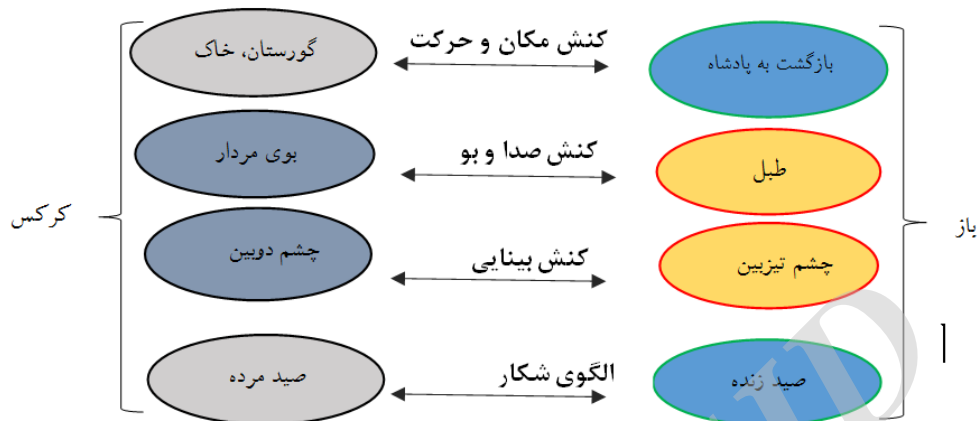 کنش مکان و حرکت
بازگشت به پادشاه
گورستان، خاک
کنش صدا و بو
طبل
بوی مردار
باز
کرکس
کنش بینایی
چشم تیزبین
چشم دوبین
الگوی شکار
صید زنده
صید مرده